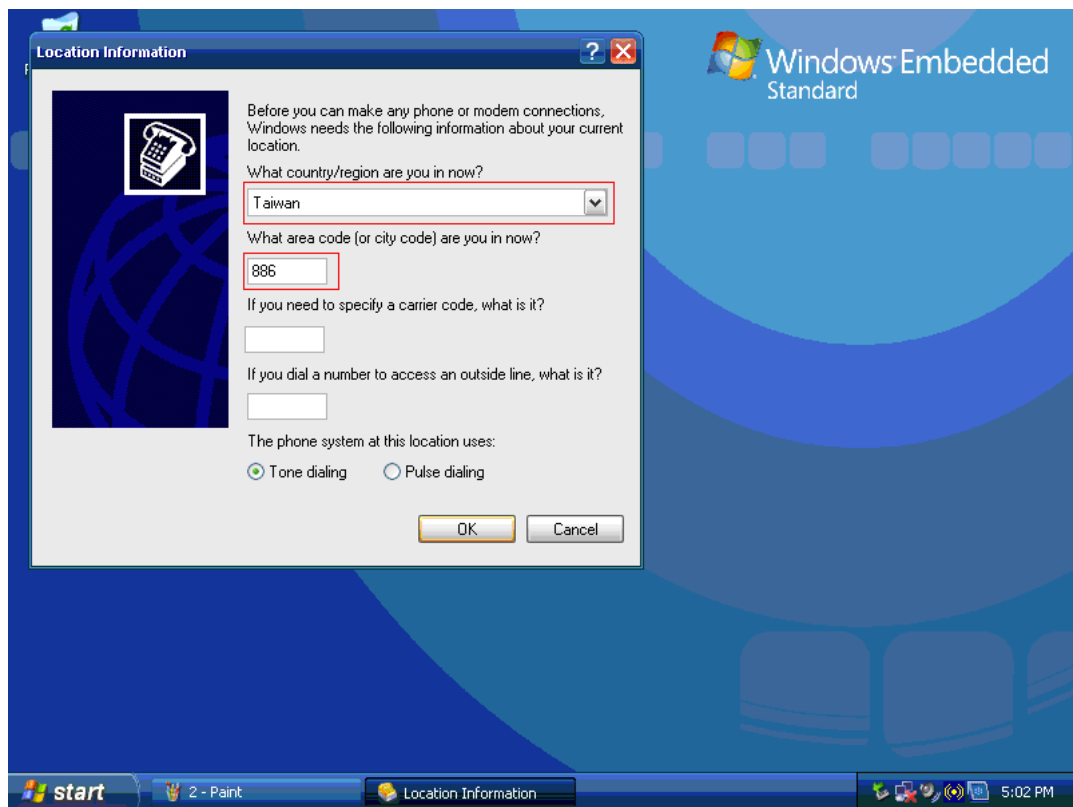 Location Information
Before you can make any phone or modem connections,
Windows needs the following information about your current
location.
What country/region are you in now?
Taiwan
What area code (or city code) are you in now?
886
If you need to specify a carrier code, what is it?
If you dial a number to access an outside line, what is it?
The phone system at this location uses:
Tone dialing Pulse dialing
OK Cancel
Windows Embedded
Standard
start 2 - Paint Location Information 5:02 PM